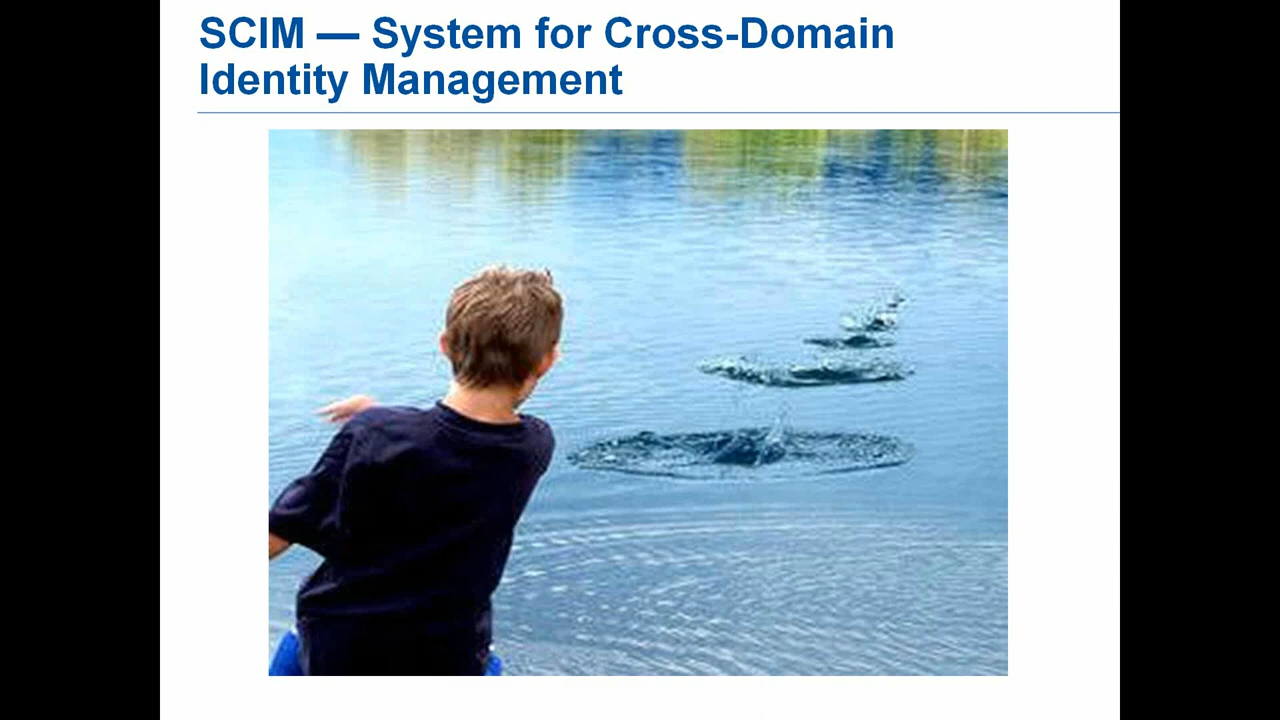 SCIM — System for Cross-Domain
Identity Management